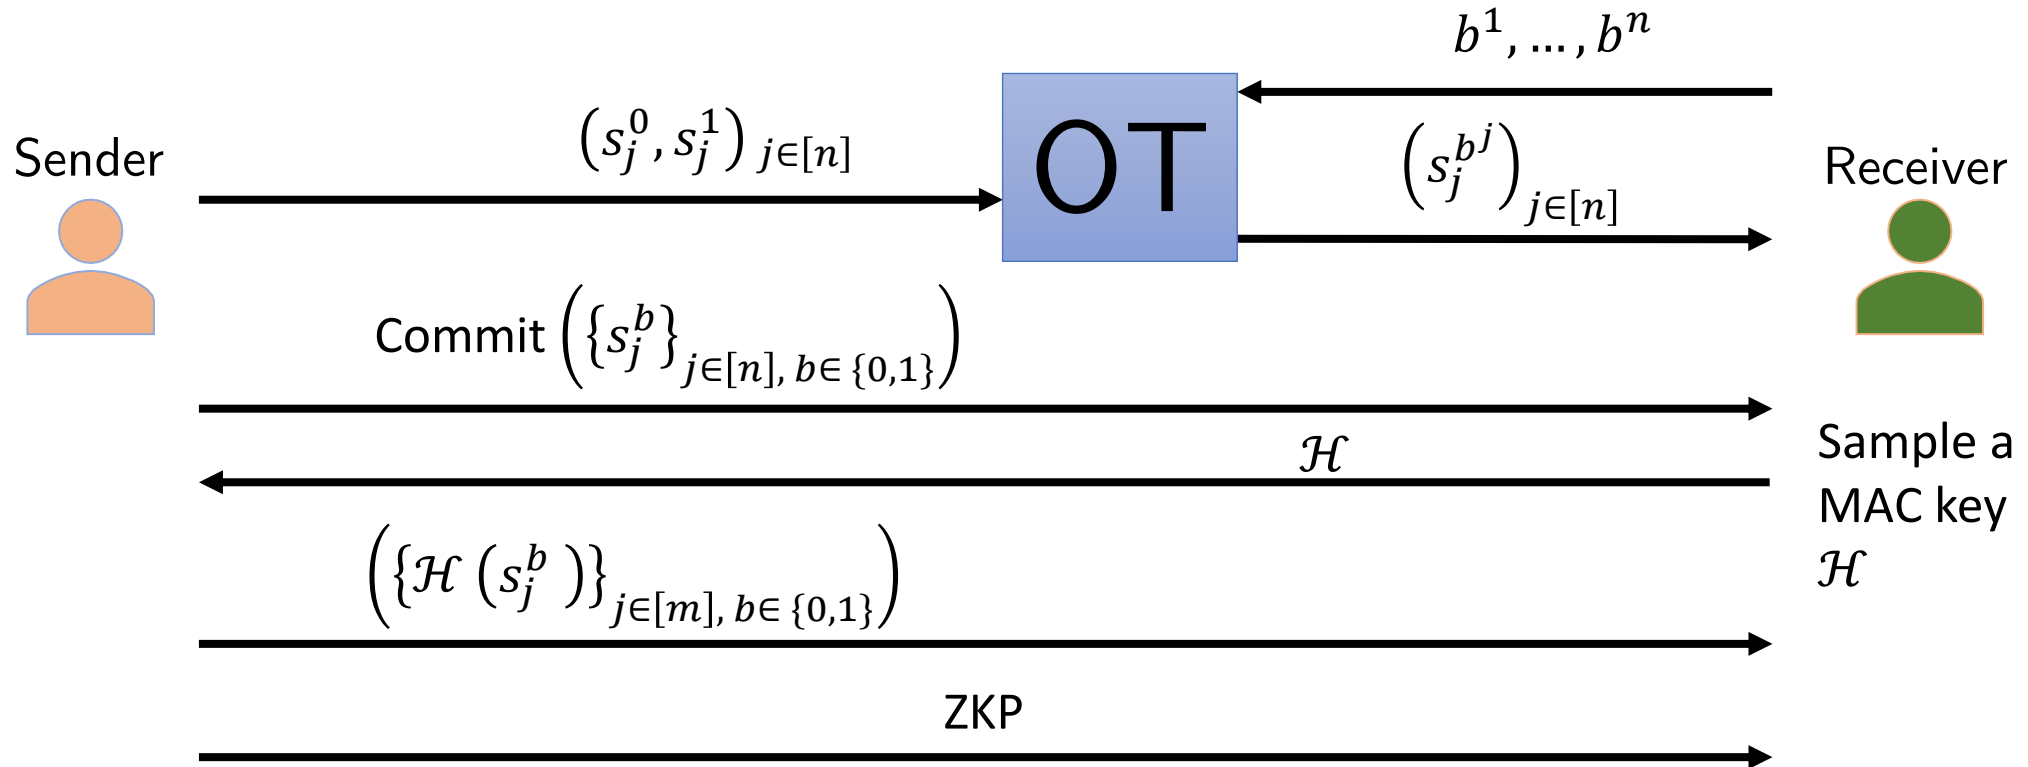 b^1, … , b^n
(s_j^0, s_j^1)_{j∈[n]}
OT
(s_j^{b^j})_{j∈[n]}
Sender
Receiver
Commit ({s_j^b}_{j∈[n], b∈ {0,1}})
ℋ
Sample a
MAC key
ℋ
({ℋ (s_j^b )}_{j∈[m], b∈ {0,1}})
ZKP